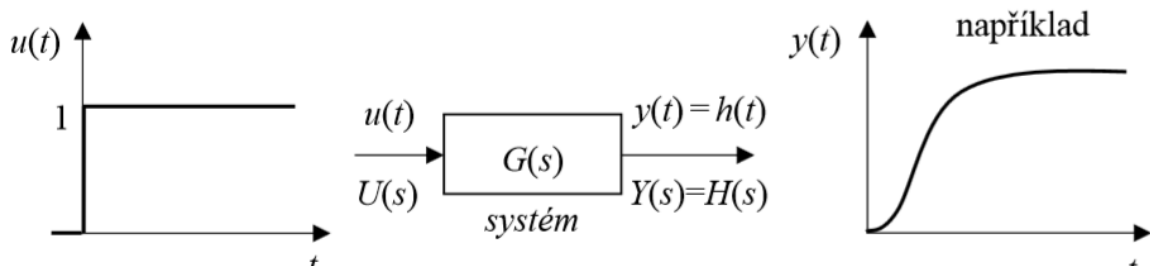 u(t)
1
t
u(t)
U(s)
G(s)
systém
y(t) = h(t)
Y(s)=H(s)
například
y(t)
t